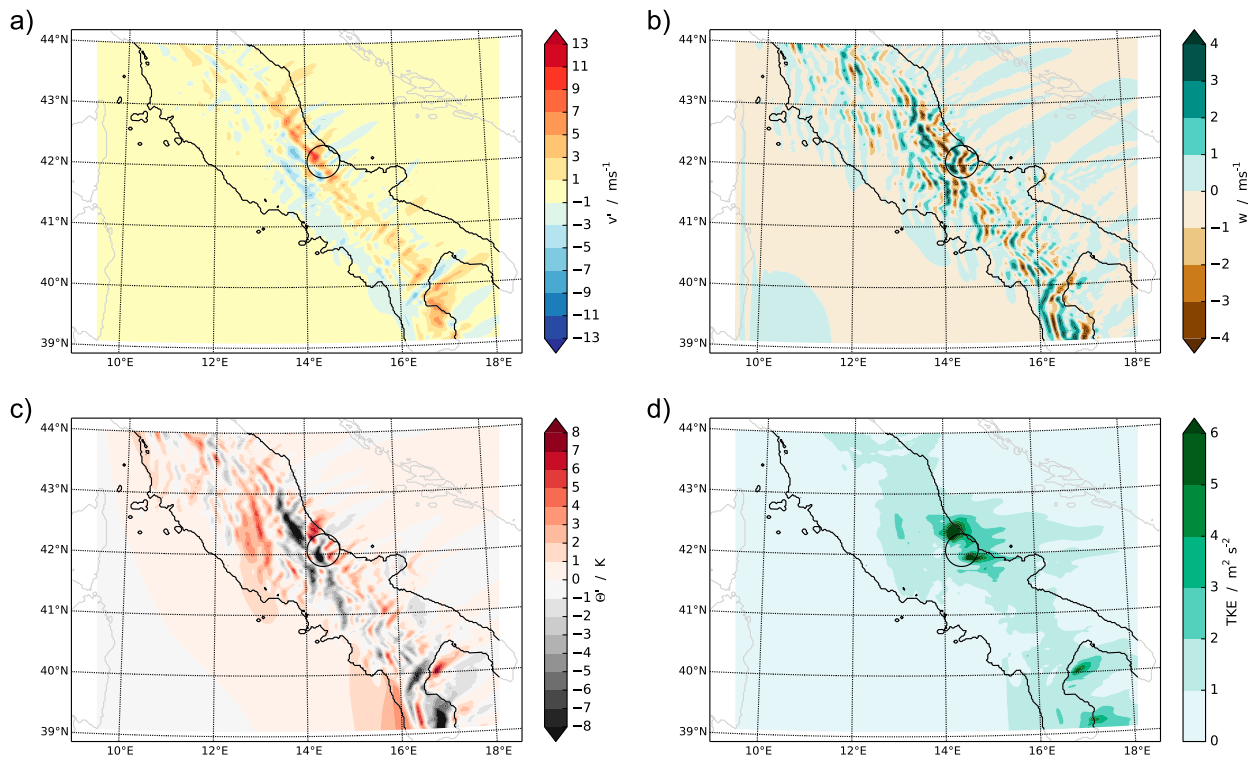 a)
44°N
43°N
42°N
41°N
40°N
39°N
10°E
12°E
14°E
16°E
18°E
13
11
9
7
5
3
1
−1
−3
−5
−7
−9
−11
−13
v' / ms⁻¹
b)
44°N
43°N
42°N
41°N
40°N
39°N
10°E
12°E
14°E
16°E
18°E
4
3
2
1
0
−1
−2
−3
−4
w / ms⁻¹
c)
44°N
43°N
42°N
41°N
40°N
39°N
10°E
12°E
14°E
16°E
18°E
8
7
6
5
4
3
2
1
0
−1
−2
−3
−4
−5
−6
−7
−8
Θ' / K
d)
44°N
43°N
42°N
41°N
40°N
39°N
10°E
12°E
14°E
16°E
18°E
6
5
4
3
2
1
0
TKE / m² s⁻²